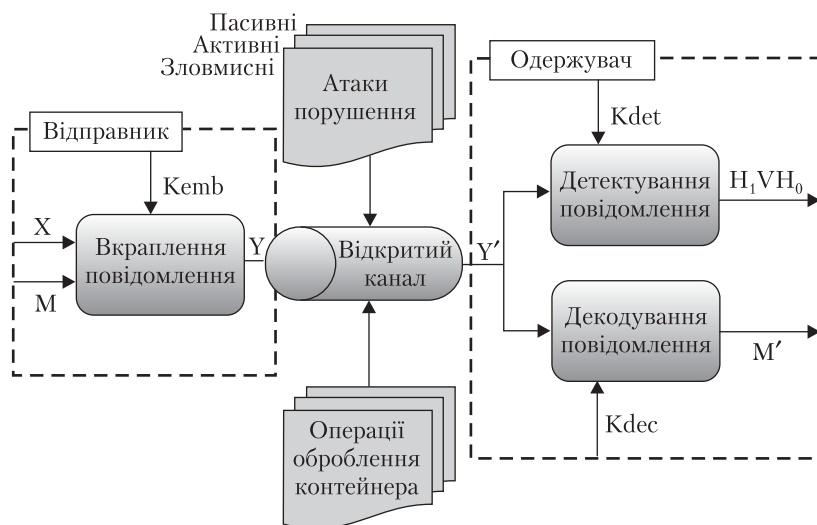 Пасивні
Активні
Зловмисні
Атаки
порушення
Одержувач
Відправник
Kdet
Kemb
Детектування
повідомлення
H₁VH₀
X
Вкраплення
повідомлення
Y
Відкритий
канал
Y′
M
Декодування
повідомлення
M′
Kdec
Операції
оброблення
контейнера